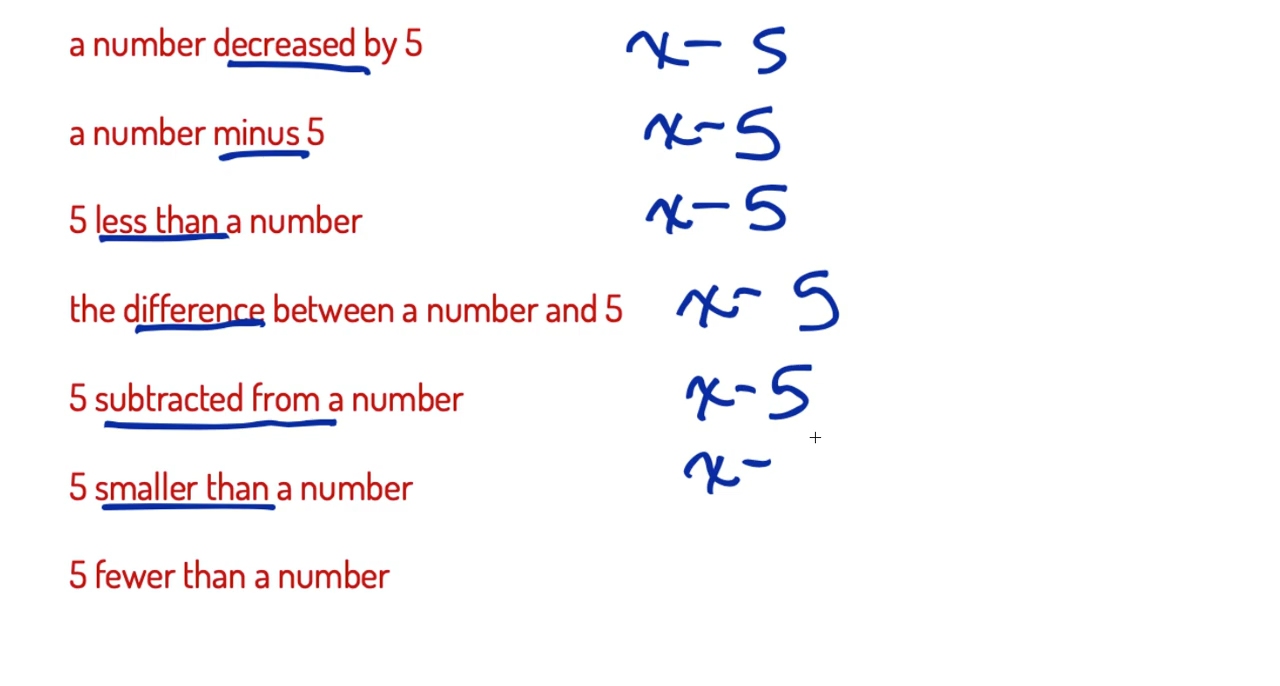 a number decreased by 5 x - 5
a number minus 5 x - 5
5 less than a number x - 5
the difference between a number and 5 x - 5
5 subtracted from a number x - 5
5 smaller than a number x -
5 fewer than a number